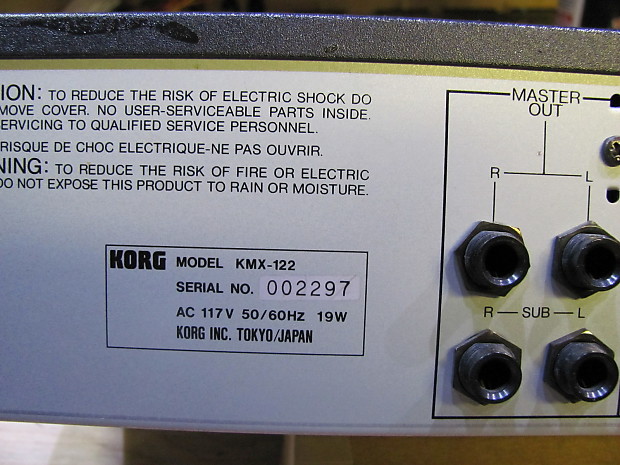 ION: TO REDUCE THE RISK OF ELECTRIC SHOCK DO
MOVE COVER. NO USER-SERVICEABLE PARTS INSIDE.
SERVICING TO QUALIFIED SERVICE PERSONNEL.
RISQUE DE CHOC ELECTRIQUE-NE PAS OUVRIR.
NING: TO REDUCE THE RISK OF FIRE OR ELECTRIC
DO NOT EXPOSE THIS PRODUCT TO RAIN OR MOISTURE.
KORG MODEL KMX-122
SERIAL NO. 002297
AC 117V 50/60HZ 19W
KORG INC. TOKYO/JAPAN
MASTER
OUT
R L
R SUB L